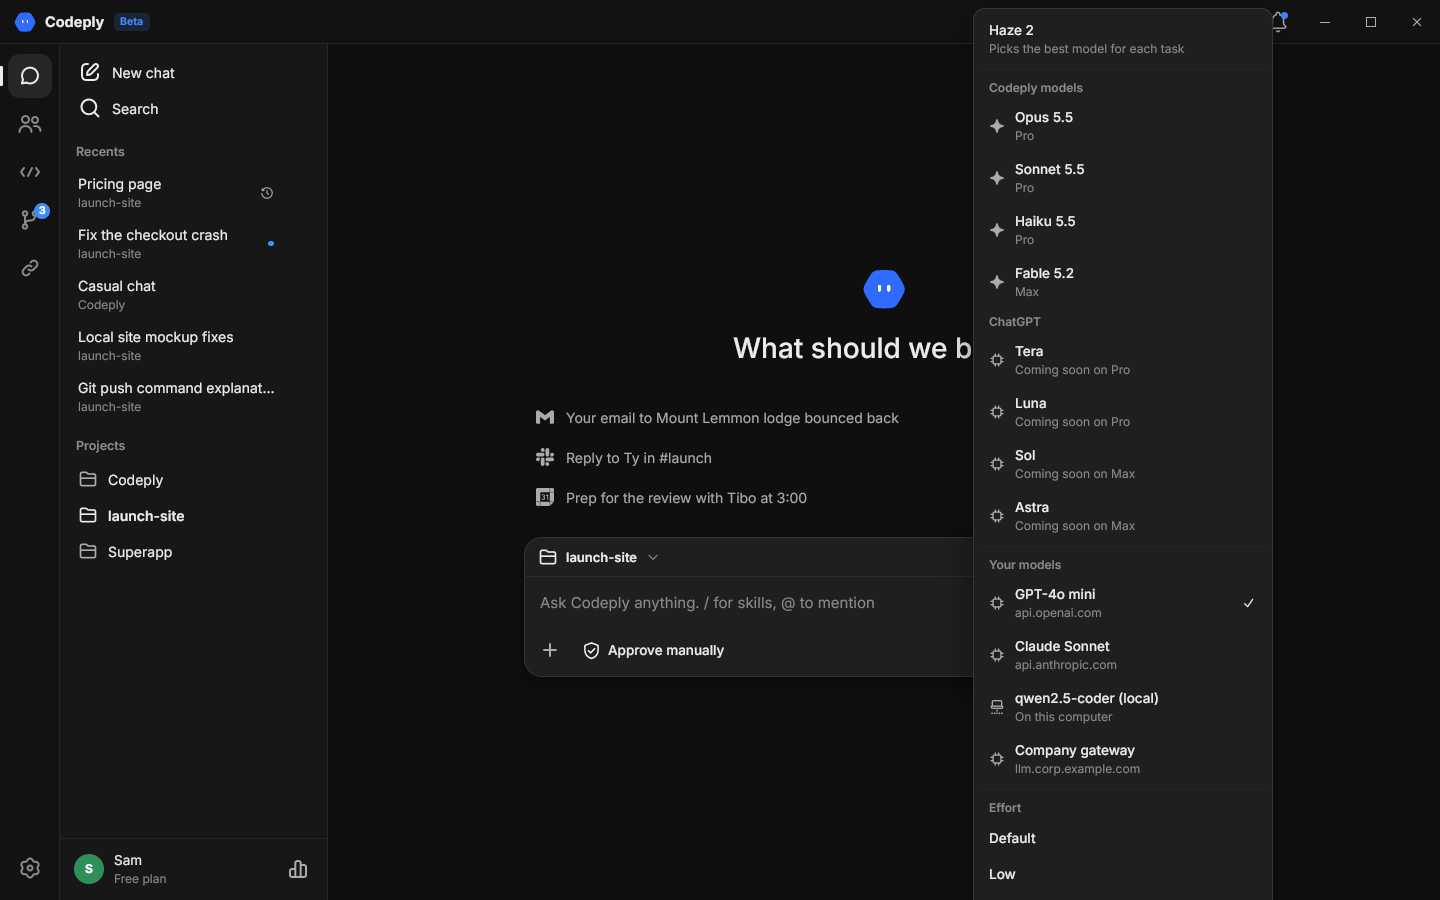 Codeply Beta
New chat
Search
Recents
Pricing page
launch-site
Fix the checkout crash
launch-site
Casual chat
Codeply
Local site mockup fixes
launch-site
Git push command explanat...
launch-site
Projects
Codeply
launch-site
Superapp
Sam
Free plan
S
3
What should we b
Your email to Mount Lemmon lodge bounced back
Reply to Ty in #launch
31
Prep for the review with Tibo at 3:00
launch-site
Ask Codeply anything. / for skills, @ to mention
Approve manually
Haze 2
Picks the best model for each task
Codeply models
Opus 5.5
Pro
Sonnet 5.5
Pro
Haiku 5.5
Pro
Fable 5.2
Max
ChatGPT
Tera
Coming soon on Pro
Luna
Coming soon on Pro
Sol
Coming soon on Max
Astra
Coming soon on Max
Your models
GPT-4o mini
api.openai.com
Claude Sonnet
api.anthropic.com
qwen2.5-coder (local)
On this computer
Company gateway
llm.corp.example.com
Effort
Default
Low